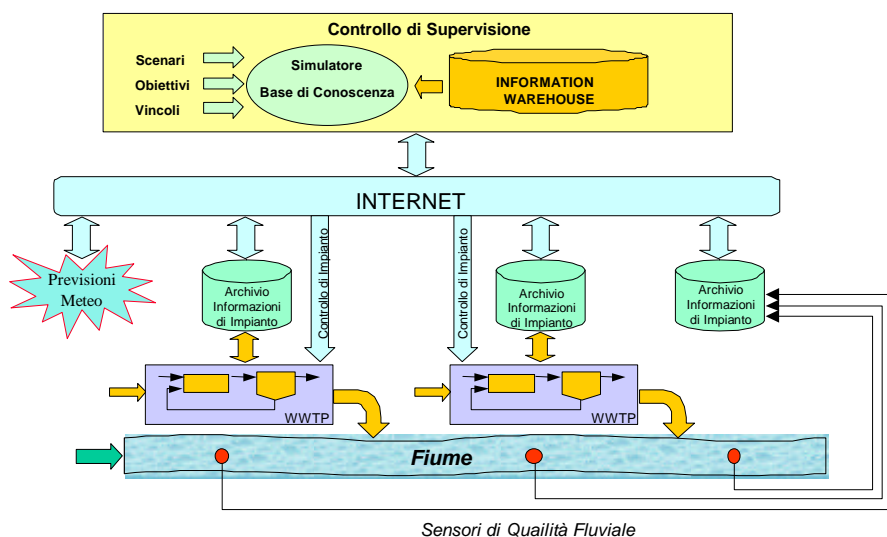 Controllo di Supervisione
Scenari
Obiettivi
Vincoli
Simulatore
Base di Conoscenza
INFORMATION
WAREHOUSE
INTERNET
Previsioni
Meteo
Archivio
Informazioni
di Impianto
Controllo di Impianto
Controllo di Impianto
Archivio
Informazioni
di Impianto
Archivio
Informazioni
di Impianto
WWTP
WWTP
Fiume
Sensori di Quailità Fluviale